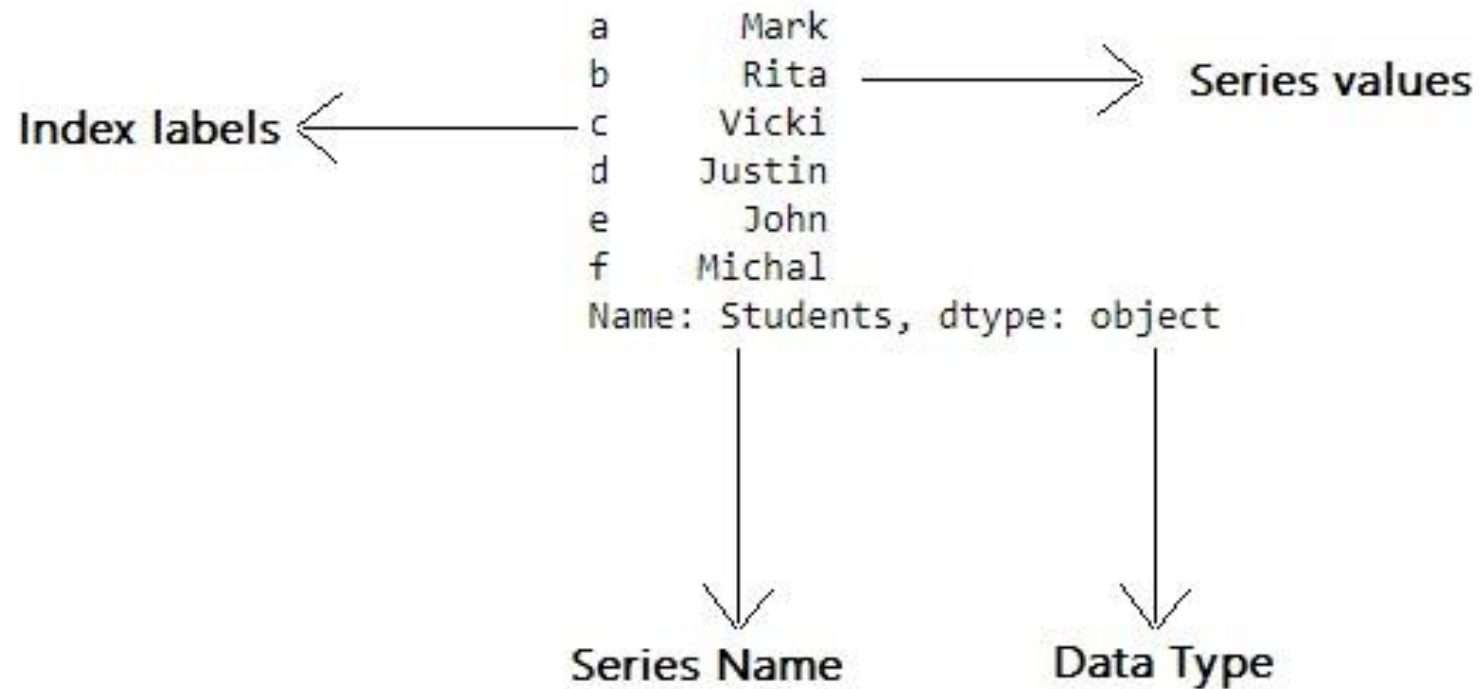 a Mark
b Rita
Series values
Index labels
c Vicki
d Justin
e John
f Michal
Name: Students, dtype: object
Series Name
Data Type